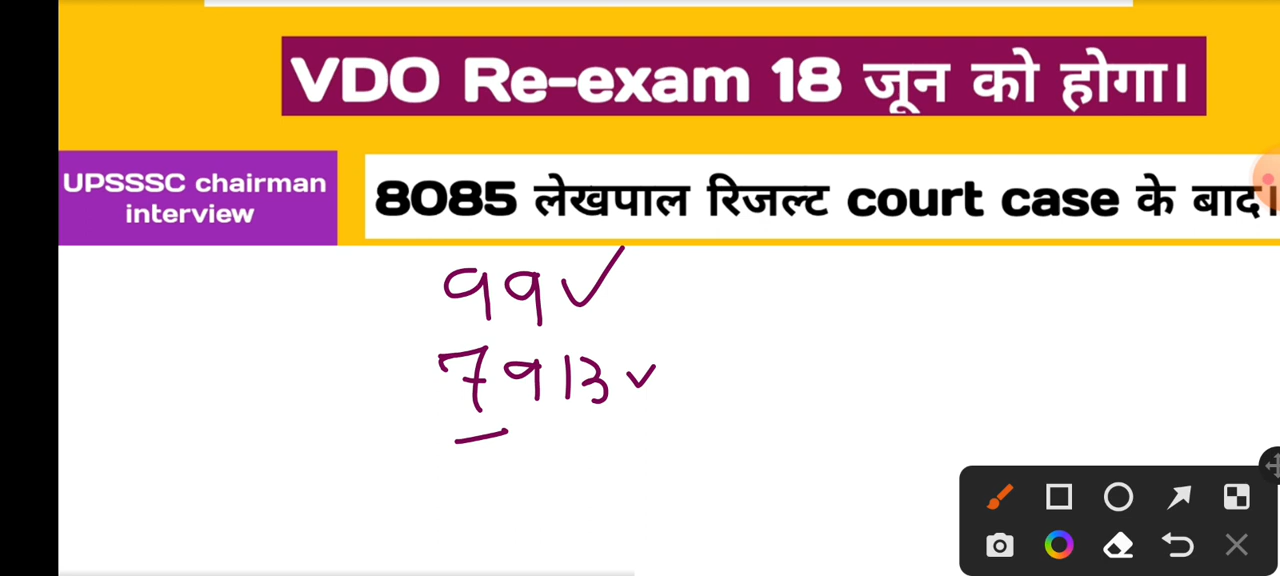 VDO Re-exam 18 जून को होगा।
UPSSSC chairman
interview
8085 लेखपाल रिजल्ट court case के बाद।
99
7913